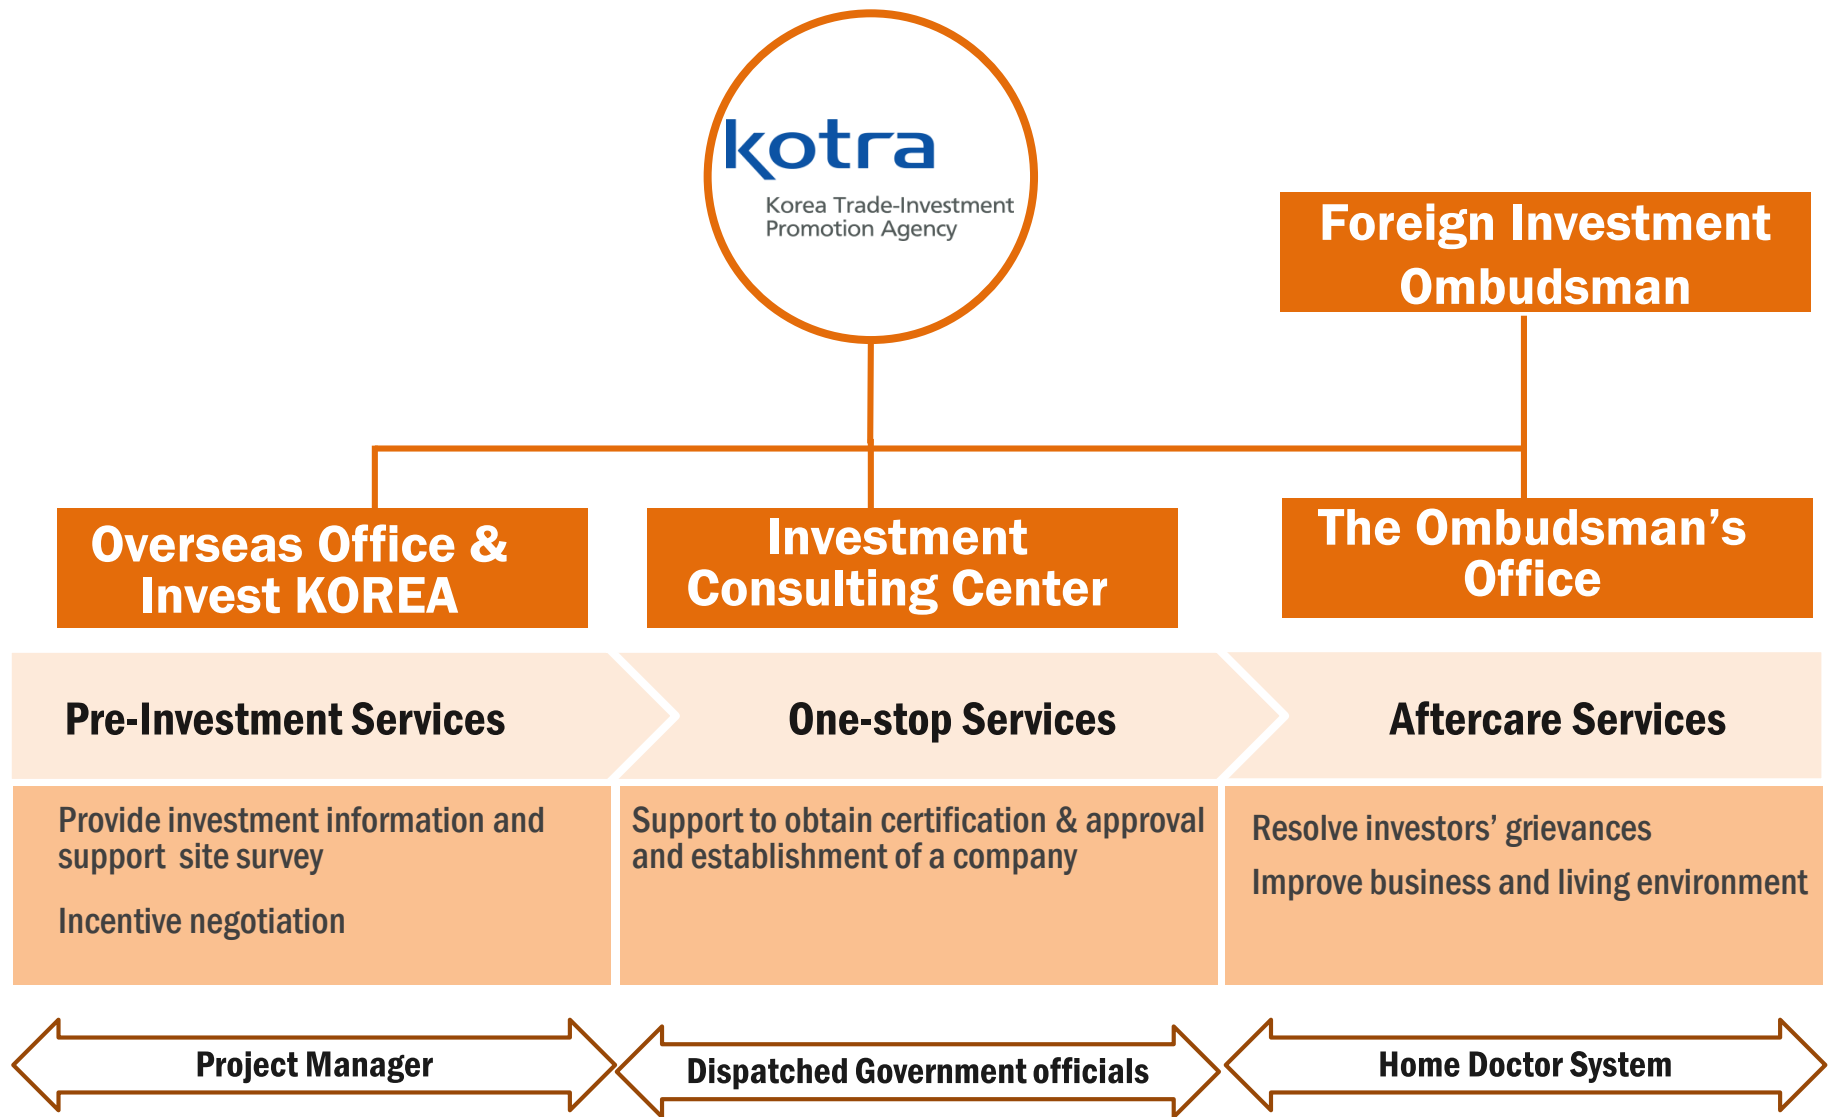 kotra
Korea Trade-Investment
Promotion Agency
Foreign Investment
Ombudsman
Overseas Office &
Invest KOREA
Investment
Consulting Center
The Ombudsman’s
Office
Pre-Investment Services
One-stop Services
Aftercare Services
Provide investment information and
support site survey
Incentive negotiation
Support to obtain certification & approval
and establishment of a company
Resolve investors’ grievances
Improve business and living environment
Project Manager
Dispatched Government officials
Home Doctor System